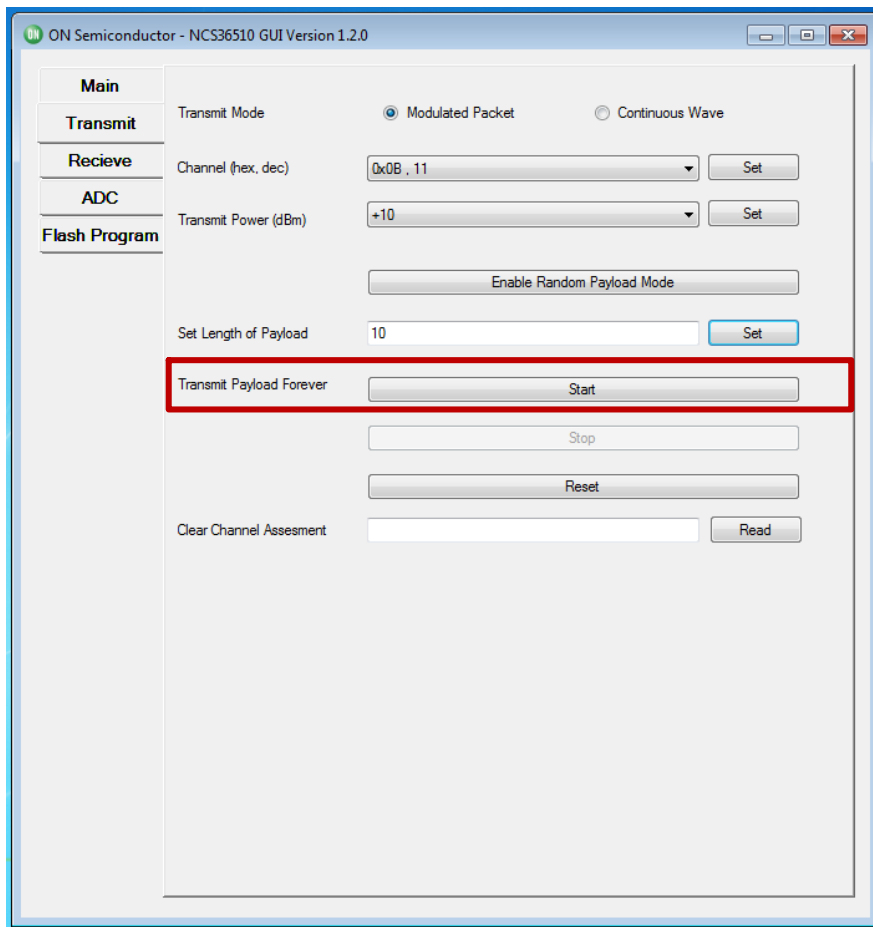 ON ON Semiconductor - NCS36510 GUI Version 1.2.0
Main
Transmit
Recieve
ADC
Flash Program
Transmit Mode Modulated Packet Continuous Wave
Channel (hex, dec) 0x0B , 11 Set
Transmit Power (dBm) +10 Set
Enable Random Payload Mode
Set Length of Payload 10 Set
Transmit Payload Forever Start
Stop
Reset
Clear Channel Assesment Read